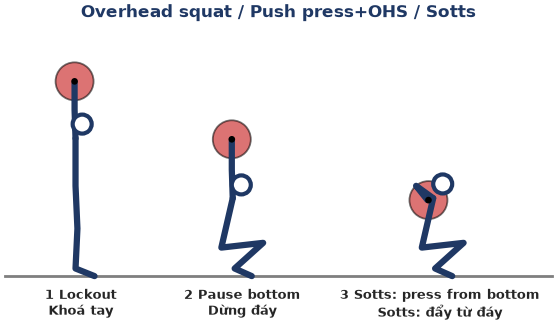 Overhead squat / Push press+OHS / Sotts
1 Lockout
Khoá tay
2 Pause bottom
Dừng đáy
3 Sotts: press from bottom
Sotts: đẩy từ đáy